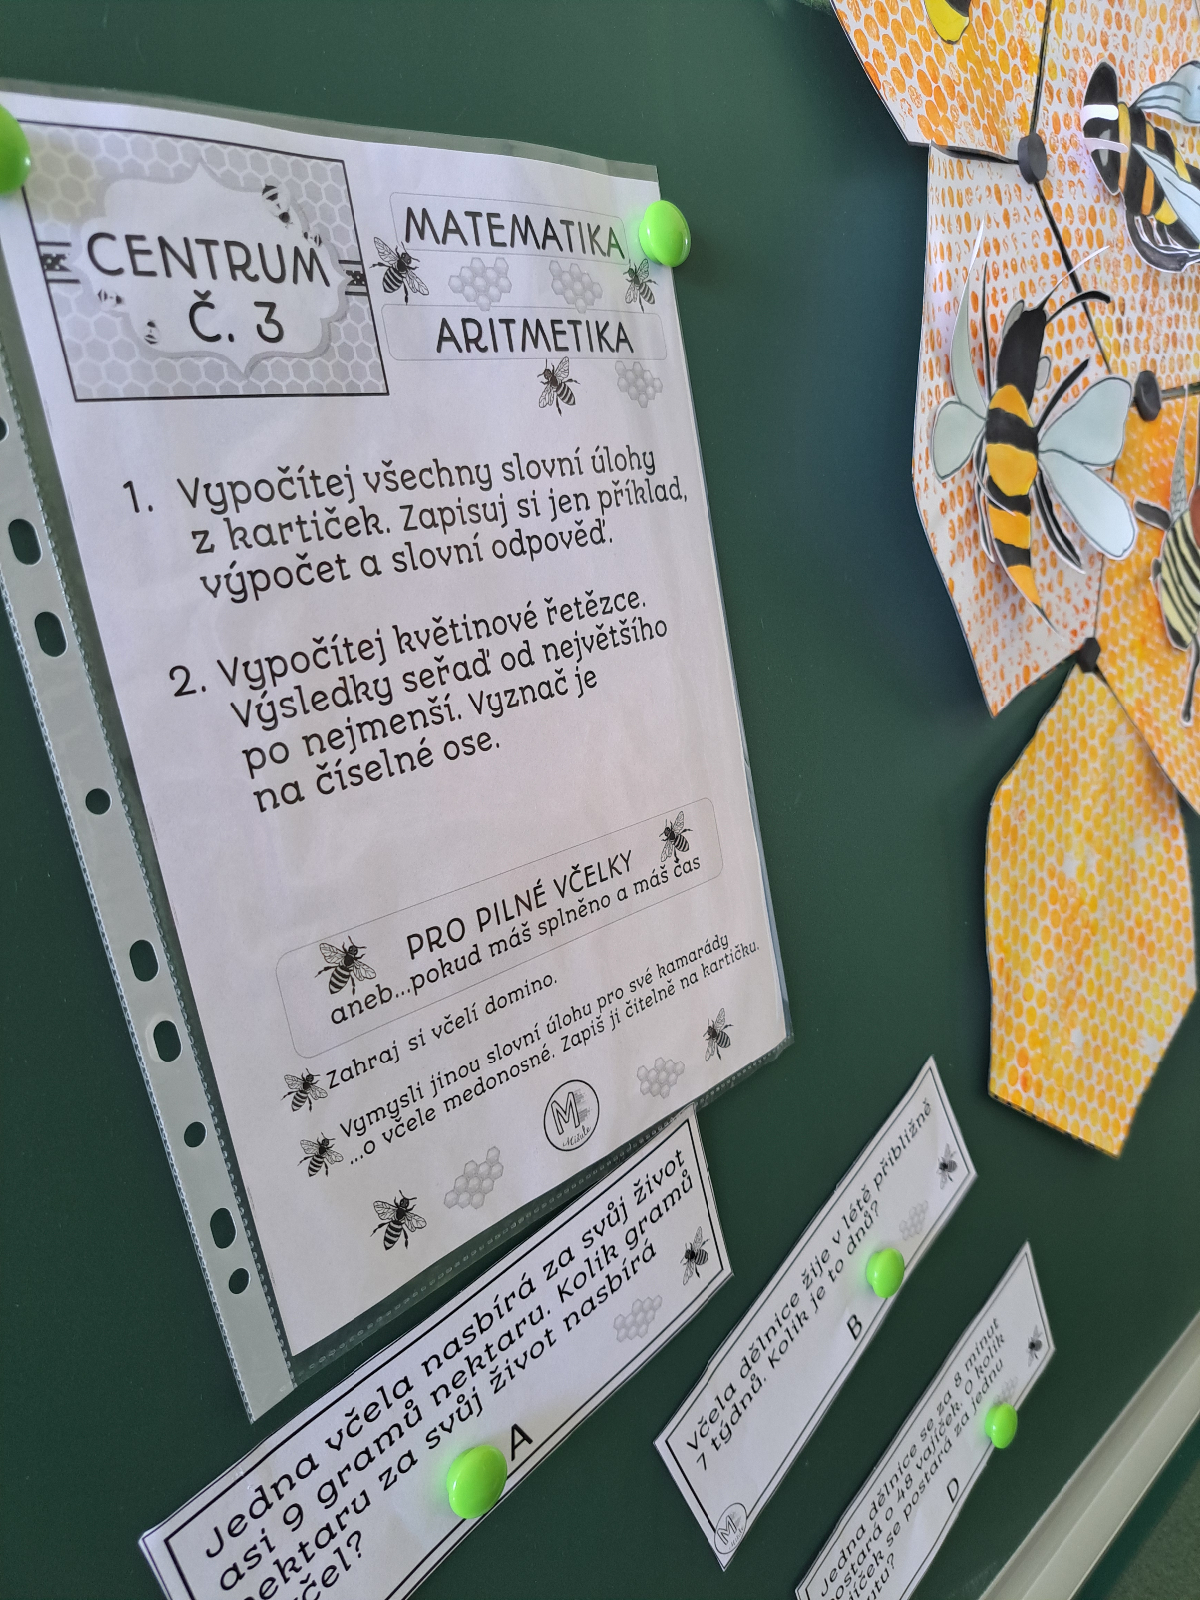 CENTRUM
Č. 3
MATEMATIKA
ARITMETIKA
1. Vypočítej všechny slovní úlohy
z kartiček. Zapisuj si jen příklad,
výpočet a slovní odpověď.
2. Vypočítej květinové řetězce.
Výsledky seřaď od největšího
po nejmenší. Vyznač je
na číselné ose.
PRO PILNÉ VČELKY
aneb...pokud máš splněno a máš čas
Zahraj si včelí domino.
Vymysli jinou slovní úlohu pro své kamarády
...o včele medonosné. Zapiš ji čitelně na kartičku.
M
Jedna včela nasbírá za svůj život
asi 9 gramů nektaru. Kolik gramů
nektaru za svůj život nasbírá
včel?
A
Včela dělnice žije v létě přibližně
7 týdnů. Kolik je to dnů?
B
M
Jedna dělnice se za 8 minut
postará o 48 vajíček. O kolik
vajíček se postará za jednu
minutu?
D